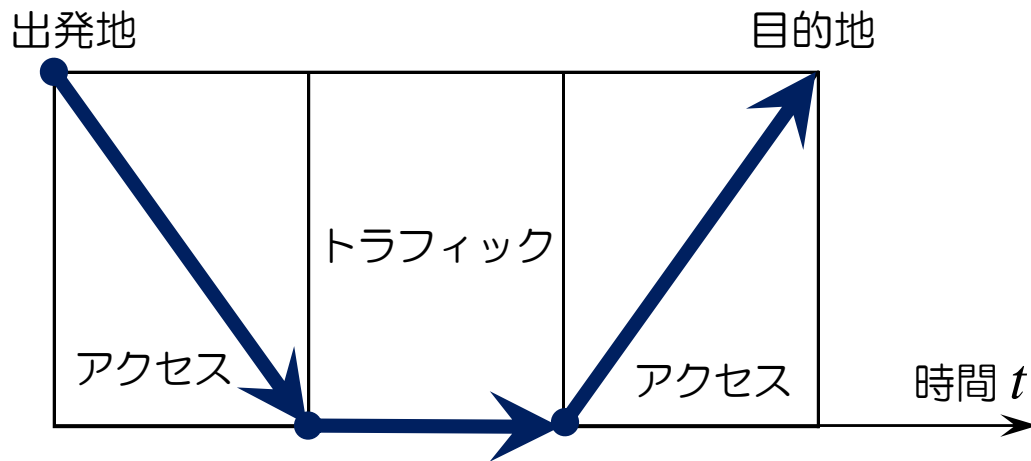 出発地
目的地
トラフィック
アクセス
アクセス
時間 t